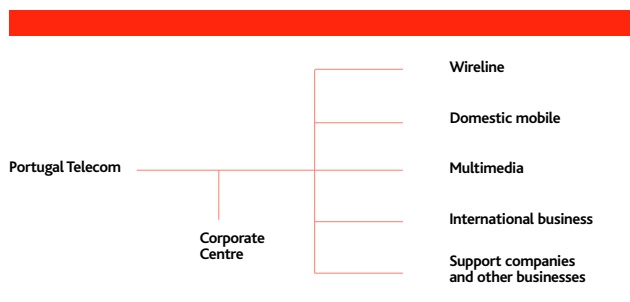 Wireline
Domestic mobile
Portugal Telecom
Multimedia
International business
Corporate
Centre
Support companies
and other businesses